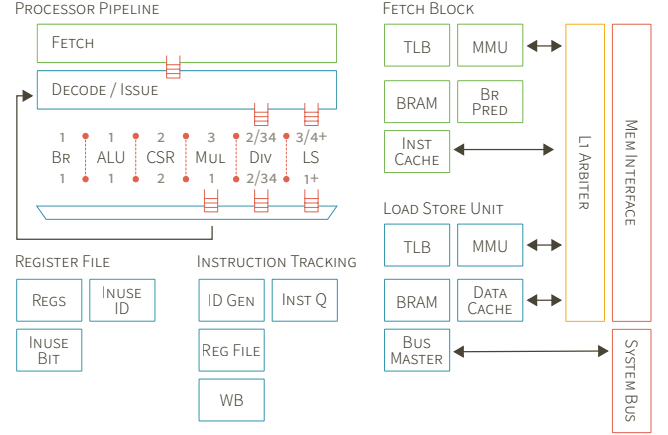 PROCESSOR PIPELINE
FETCH
DECODE / ISSUE
1 1 2 3 2/34 3/4+
BR ALU CSR MUL DIV LS
1 1 2 1 2/34 1+
REGISTER FILE
REGS
INUSE
ID
INUSE
BIT
INSTRUCTION TRACKING
ID GEN
INST Q
REG FILE
WB
FETCH BLOCK
TLB
MMU
BRAM
BR
PRED
INST
CACHE
LOAD STORE UNIT
TLB
MMU
BRAM
DATA
CACHE
BUS
MASTER
L1 ARBITER
MEM INTERFACE
SYSTEM BUS